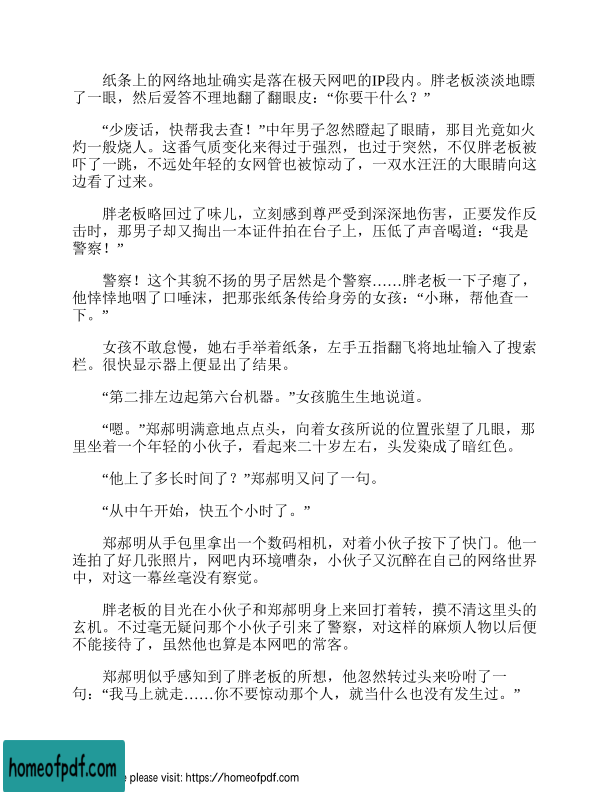 纸条上的网络地址确实是落在极天网吧的IP段内。胖老板淡淡地瞟
了一眼，然后爱答不理地翻了翻眼皮：“你要干什么？”
“少废话，快帮我去查！”中年男子忽然瞪起了眼睛，那目光竟如火
灼一般烧人。这番气质变化来得过于强烈，也过于突然，不仅胖老板被
吓了一跳，不远处年轻的女网管也被惊动了，一双水汪汪的大眼睛向这
边看了过来。
胖老板略回过了味儿，立刻感到尊严受到深深地伤害，正要发作反
击时，那男子却又掏出一本证件拍在台子上，压低了声音喝道：“我是
警察！”
警察！这个其貌不扬的男子居然是个警察……胖老板一下子瘪了，
他悻悻地咽了口唾沫，把那张纸条传给身旁的女孩：“小琳，帮他查一
下。”
女孩不敢怠慢，她右手举着纸条，左手五指翻飞将地址输入了搜索
栏。很快显示器上便显出了结果。
“第二排左边起第六台机器。”女孩脆生生地说道。
“嗯。”郑郝明满意地点点头，向着女孩所说的位置张望了几眼，那
里坐着一个年轻的小伙子，看起来二十岁左右，头发染成了暗红色。
“他上了多长时间了？”郑郝明又问了一句。
“从中午开始，快五个小时了。”
郑郝明从手包里拿出一个数码相机，对着小伙子按下了快门。他一
连拍了好几张照片，网吧内环境嘈杂，小伙子又沉醉在自己的网络世界
中，对这一幕丝毫没有察觉。
胖老板的目光在小伙子和郑郝明身上来回打着转，摸不清这里头的
玄机。不过毫无疑问那个小伙子引来了警察，对这样的麻烦人物以后便
不能接待了，虽然他也算是本网吧的常客。
郑郝明似乎感知到了胖老板的所想，他忽然转过头来吩咐了一
句：“我马上就走……你不要惊动那个人，就当什么也没有发生过。”
homeofpdf.com
e please visit: https://homeofpdf.com